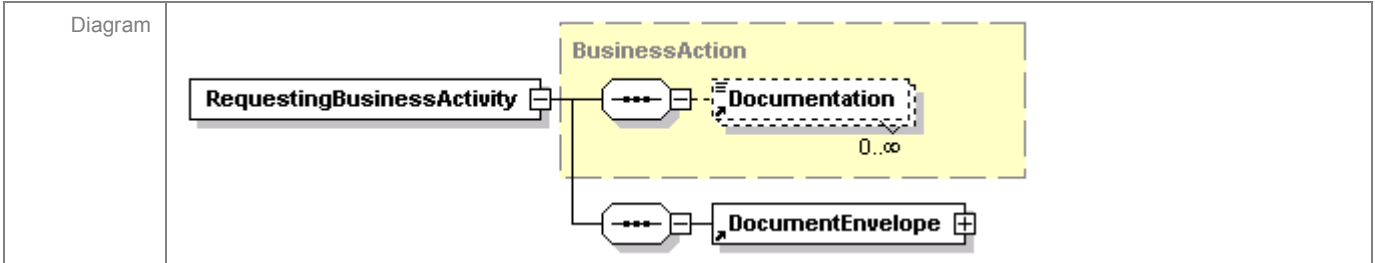 Diagram
BusinessAction
RequestingBusinessActivity
Documentation
0..∞
DocumentEnvelope